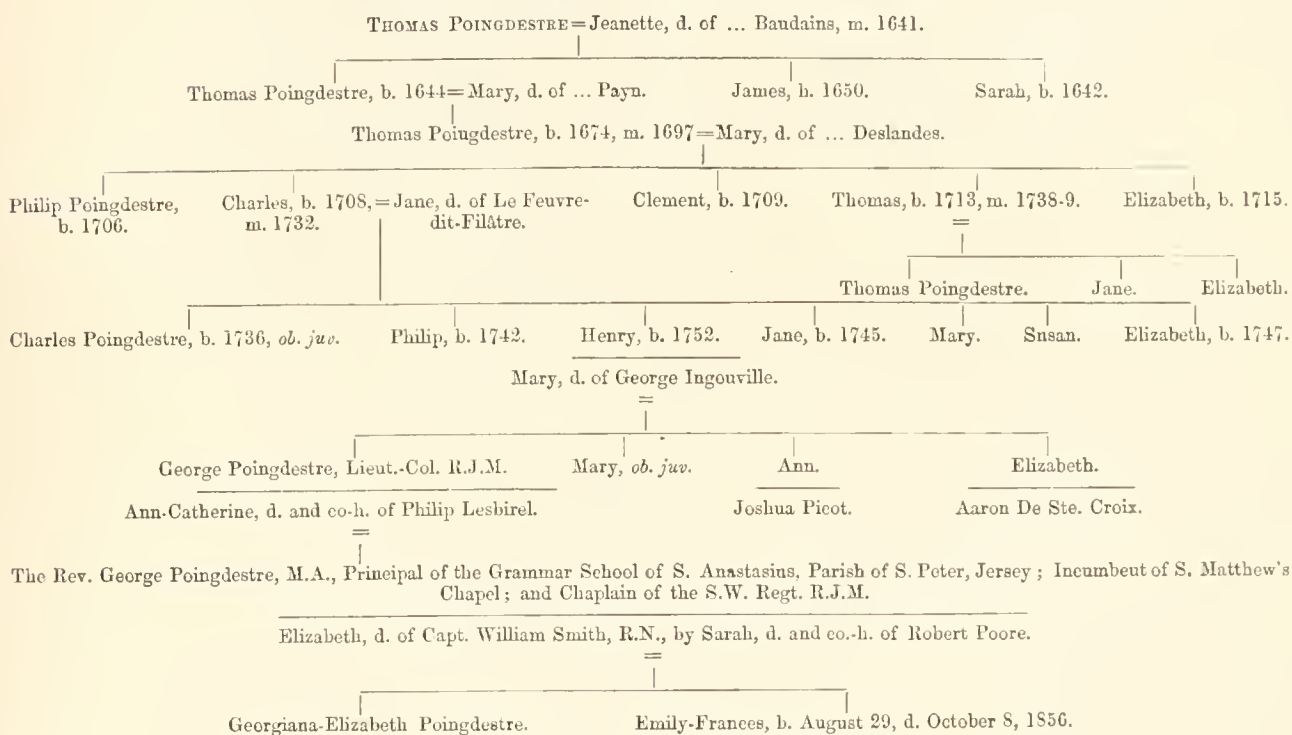 THOMAS POINGDESTRE=Jeanette, d. of ... Baudains, m. 1641.
Thomas Poingdestre, b. 1644=Mary, d. of ... Payn. James, b. 1650. Sarah, b. 1642.
Thomas Poiugdestre, b. 1674, m. 1697=Mary, d. of ... Deslandes.
Philip Poingdestre, Charles, b. 1708,=Jane, d. of Le Feuvre- Clement, b. 1709. Thomas, b. 1713, m. 1738-9. Elizabeth, b. 1715.
b. 1706. m. 1732. dit-Filâtre. =
Thomas Poingdestre. Jane. Elizabeth.
Charles Poingdestre, b. 1736, ob. juv. Philip, b. 1742. Henry, b. 1752. Jane, b. 1745. Mary. Snsan. Elizabeth, b. 1747.
Mary, d. of George Ingouville.
=
George Poingdestre, Lieut.-Col. R.J.M. Mary, ob. juv. Ann. Elizabeth.
Ann-Catherine, d. and co-h. of Philip Lesbirel. Joshua Picot. Aaron De Ste. Croix.
=
The Rev. George Poingdestre, M.A., Principal of the Grammar School of S. Anastasius, Parish of S. Peter, Jersey; Incumbeut of S. Matthew's
Chapel; and Chaplain of the S.W. Regt. R.J.M.
Elizabeth, d. of Capt. William Smith, R.N., by Sarah, d. and co.-h. of Robert Poore.
=
Georgiana-Elizabeth Poingdestre. Emily-Frances, b. August 29, d. October 8, 1856.